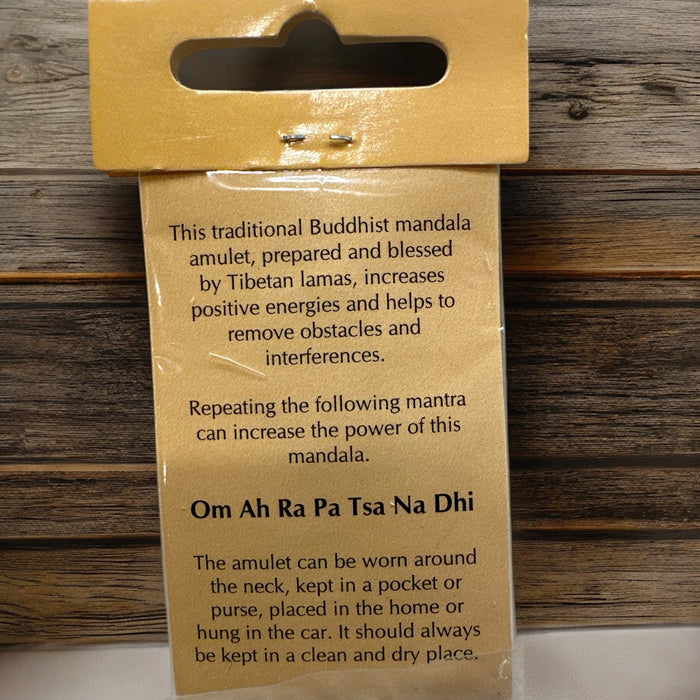 This traditional Buddhist mandala
amulet, prepared and blessed
by Tibetan lamas, increases
positive energies and helps to
remove obstacles and
interferences.
Repeating the following mantra
can increase the power of this
mandala.
Om Ah Ra Pa Tsa Na Dhi
The amulet can be worn around
the neck, kept in a pocket or
purse, placed in the home or
hung in the car. It should always
be kept in a clean and dry place.